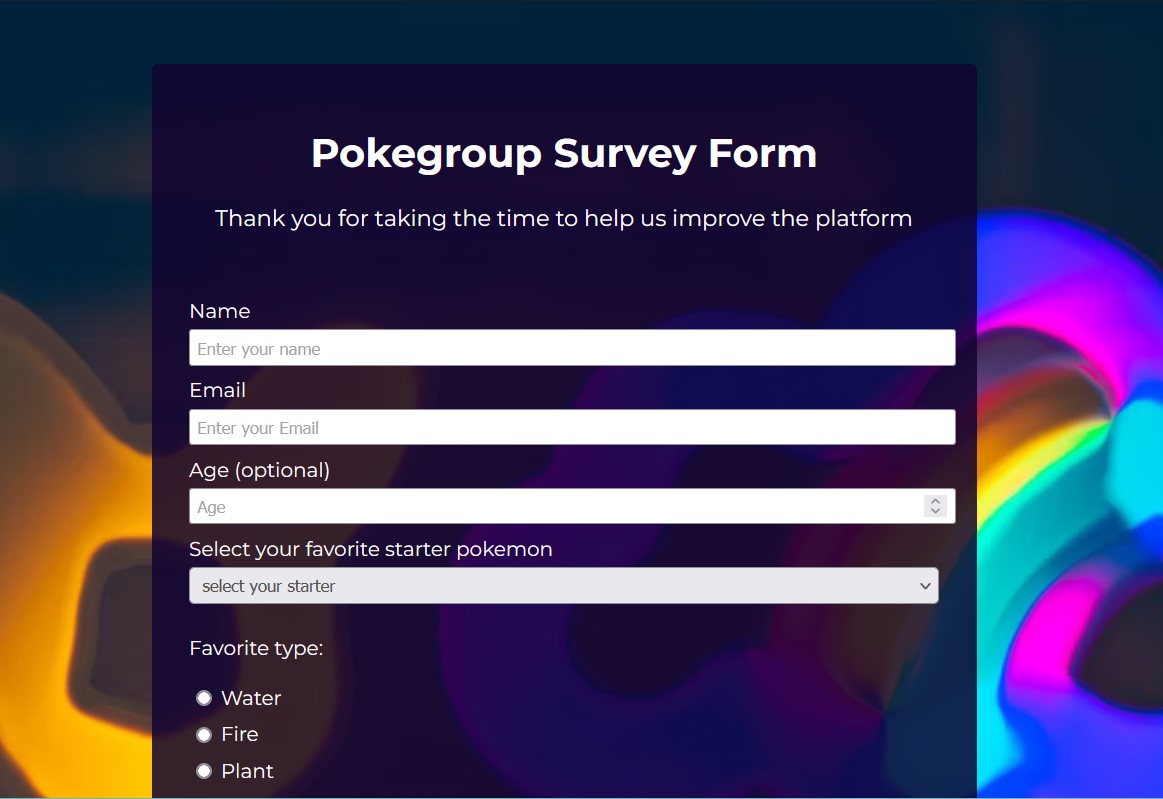 Pokegroup Survey Form
Thank you for taking the time to help us improve the platform
Name
Enter your name
Email
Enter your Email
Age (optional)
Age
Select your favorite starter pokemon
select your starter
Favorite type:
Water
Fire
Plant